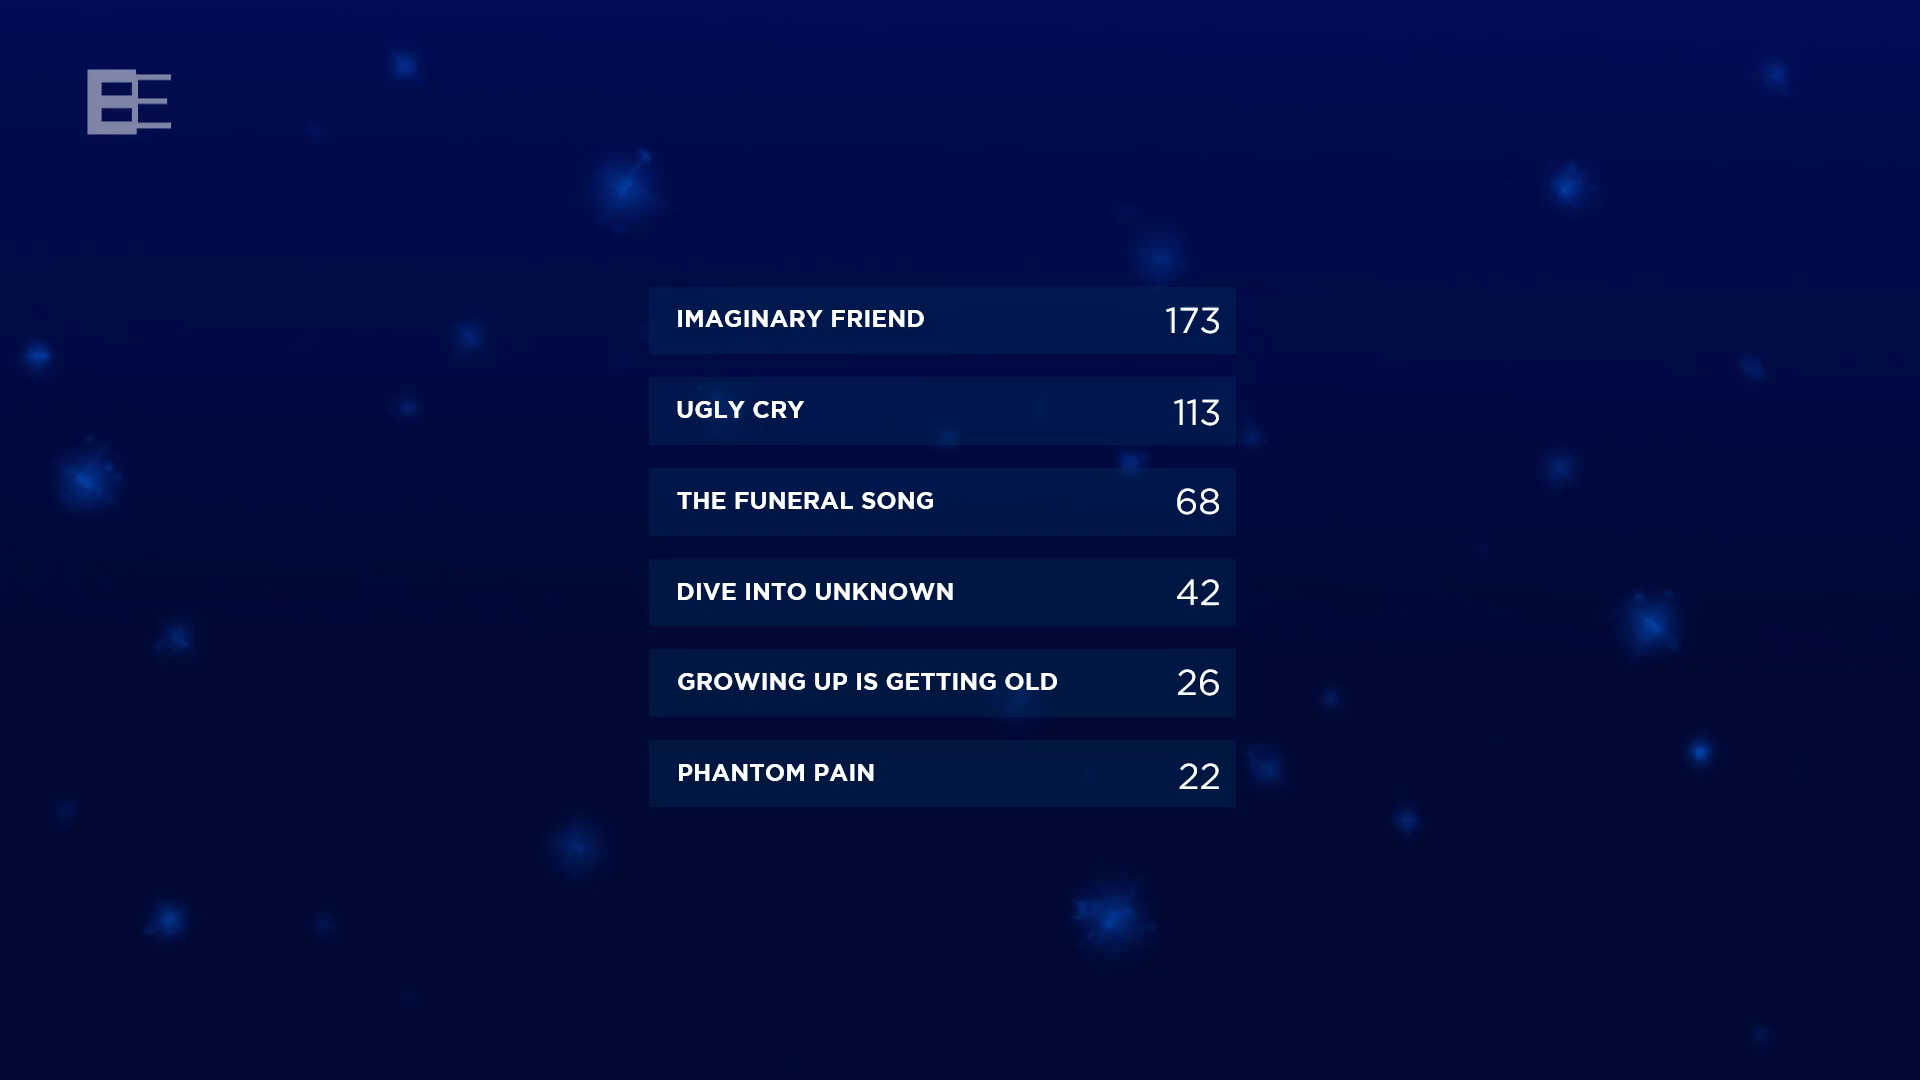 IMAGINARY FRIEND 173
UGLY CRY 113
THE FUNERAL SONG 68
DIVE INTO UNKNOWN 42
GROWING UP IS GETTING OLD 26
PHANTOM PAIN 22